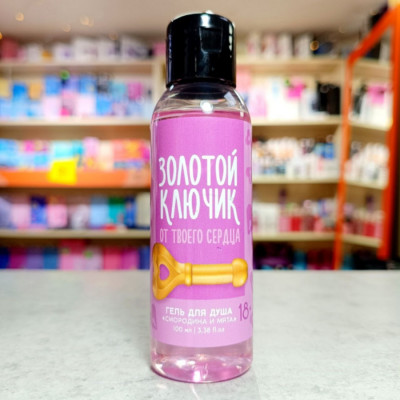 ЗОЛОТОЙ
КЛЮЧИК
ОТ ТВОЕГО СЕРДЦА
ГЕЛЬ ДЛЯ ДУША
«СМОРОДИНА И МЯТА»
100 мл | 3.38 fl.oz
18+